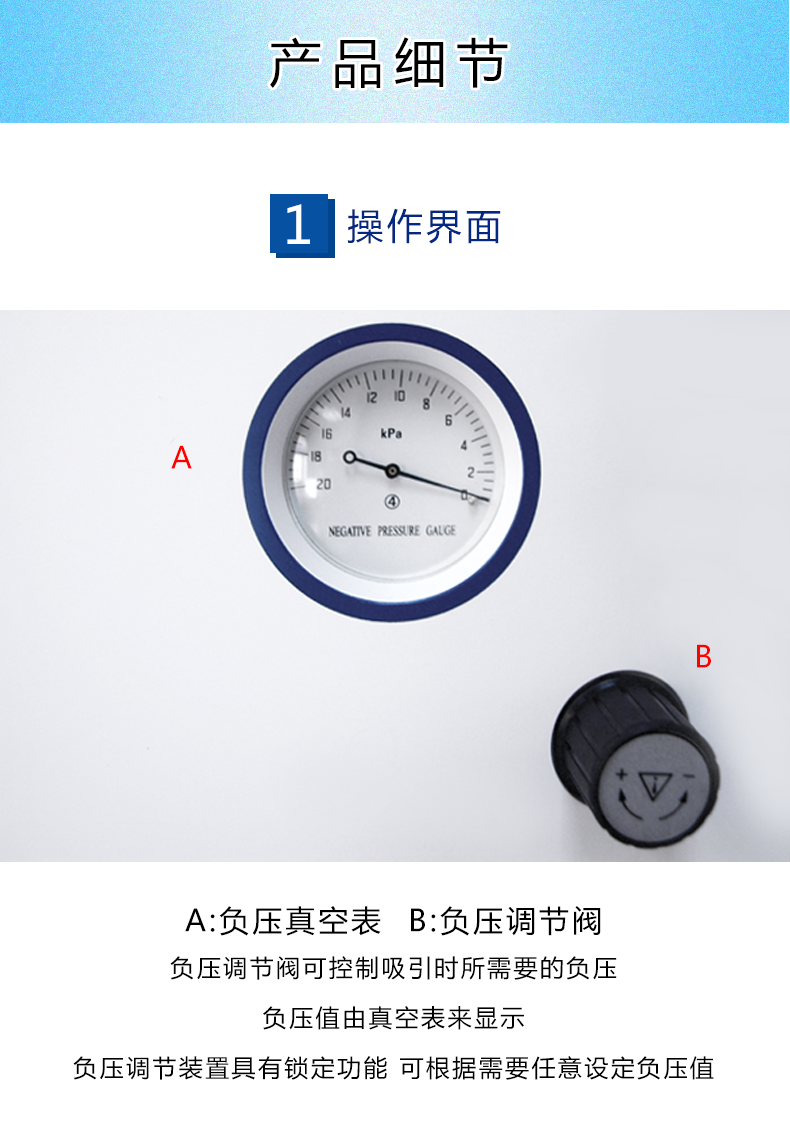 产品细节
1 操作界面
A
14 12 10 8
16 6
kPa
18 4
20 2
0
④
NEGATIVE PRESSURE GAUGE
B
+ i −
A:负压真空表 B:负压调节阀
负压调节阀可控制吸引时所需要的负压
负压值由真空表来显示
负压调节装置具有锁定功能 可根据需要任意设定负压值